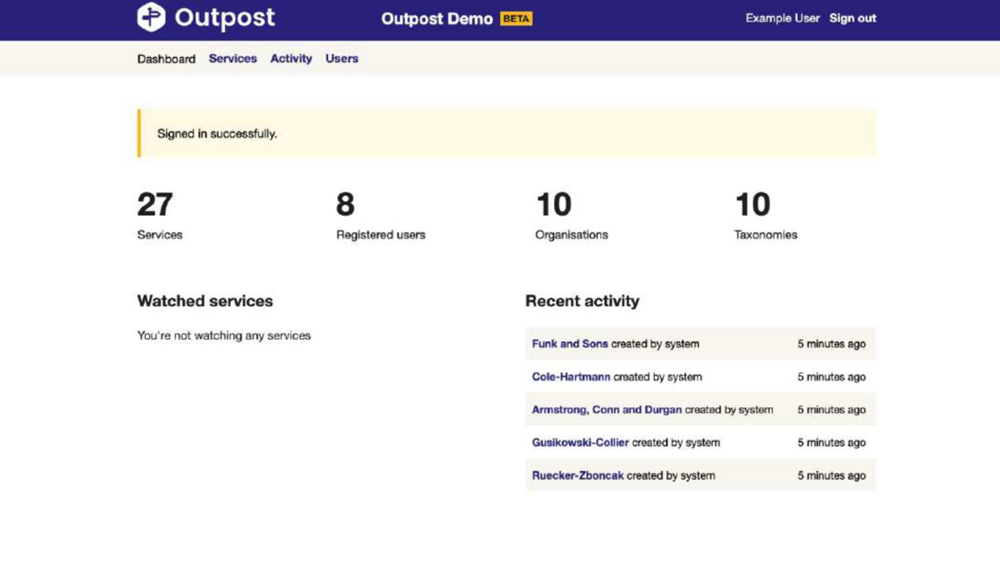 Outpost
Outpost Demo BETA
Example User Sign out
Dashboard Services Activity Users
Signed in successfully.
27 8 10 10
Services Registered users Organisations Taxonomies
Watched services
You're not watching any services
Recent activity
Funk and Sons created by system 5 minutes ago
Cole-Hartmann created by system 5 minutes ago
Armstrong, Conn and Durgan created by system 5 minutes ago
Gusikowski-Collier created by system 5 minutes ago
Ruecker-Zboncak created by system 5 minutes ago